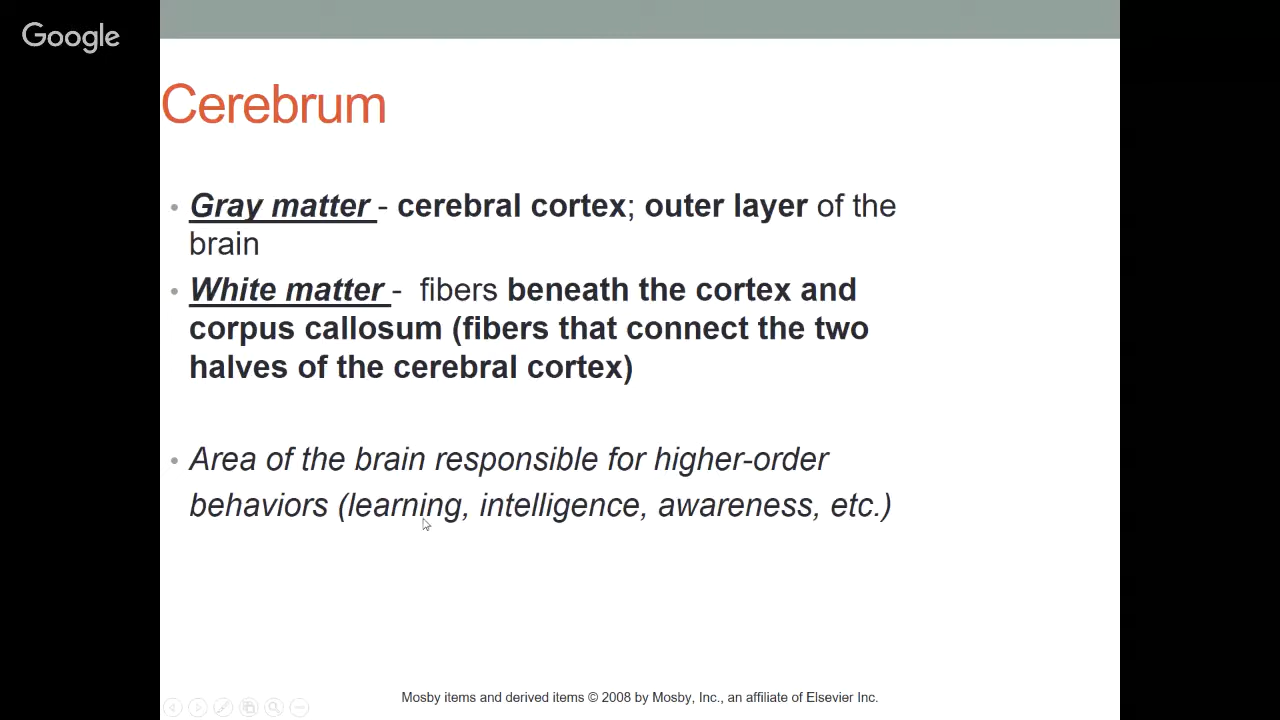 Google
Cerebrum
• Gray matter - cerebral cortex; outer layer of the
brain
• White matter - fibers beneath the cortex and
corpus callosum (fibers that connect the two
halves of the cerebral cortex)
• Area of the brain responsible for higher-order
behaviors (learning, intelligence, awareness, etc.)
Mosby items and derived items © 2008 by Mosby, Inc., an affiliate of Elsevier Inc.